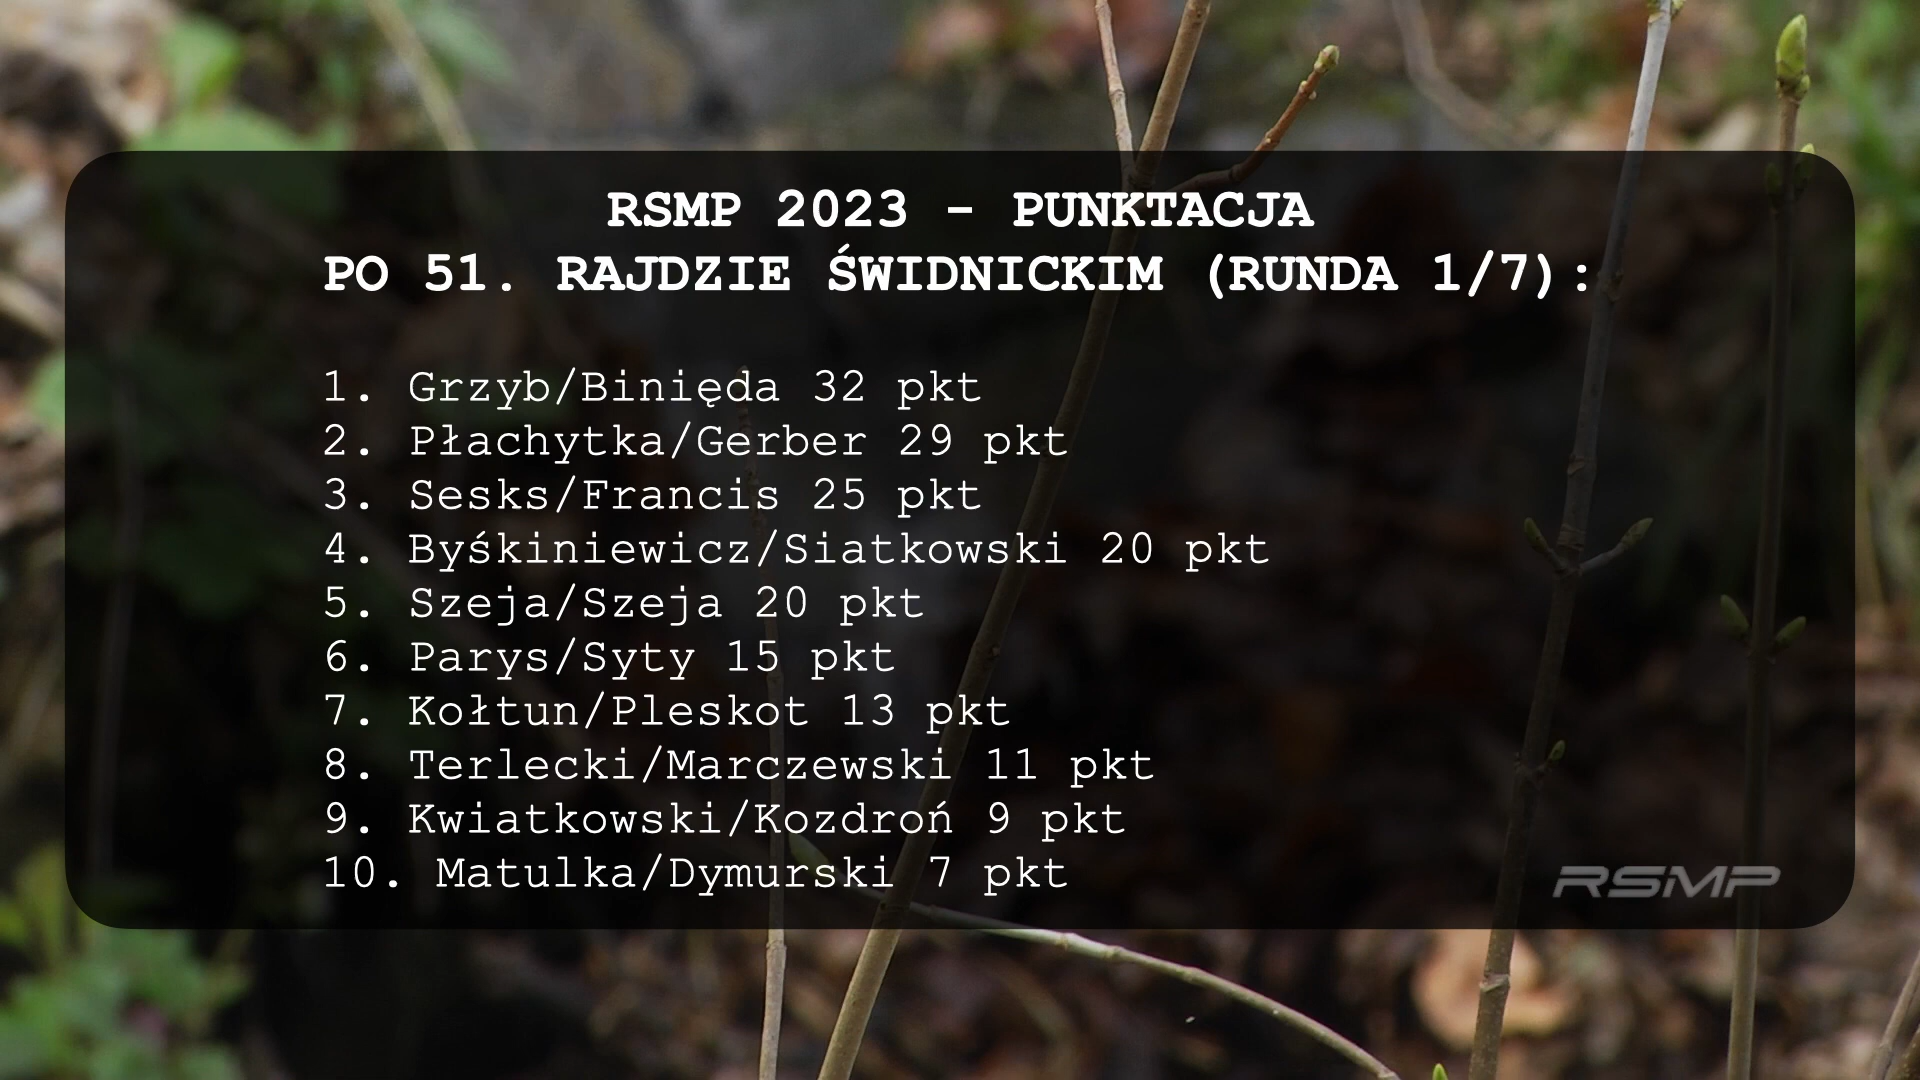 RSMP 2023 - PUNKTACJA
PO 51. RAJDZIE ŚWIDNICKIM (RUNDA 1/7):
1. Grzyb/Binięda 32 pkt
2. Płachytka/Gerber 29 pkt
3. Sesks/Francis 25 pkt
4. Byśkiniewicz/Siatkowski 20 pkt
5. Szeja/Szeja 20 pkt
6. Parys/Syty 15 pkt
7. Kołtun/Pleskot 13 pkt
8. Terlecki/Marczewski 11 pkt
9. Kwiatkowski/Kozdroń 9 pkt
10. Matulka/Dymurski 7 pkt
RSMP